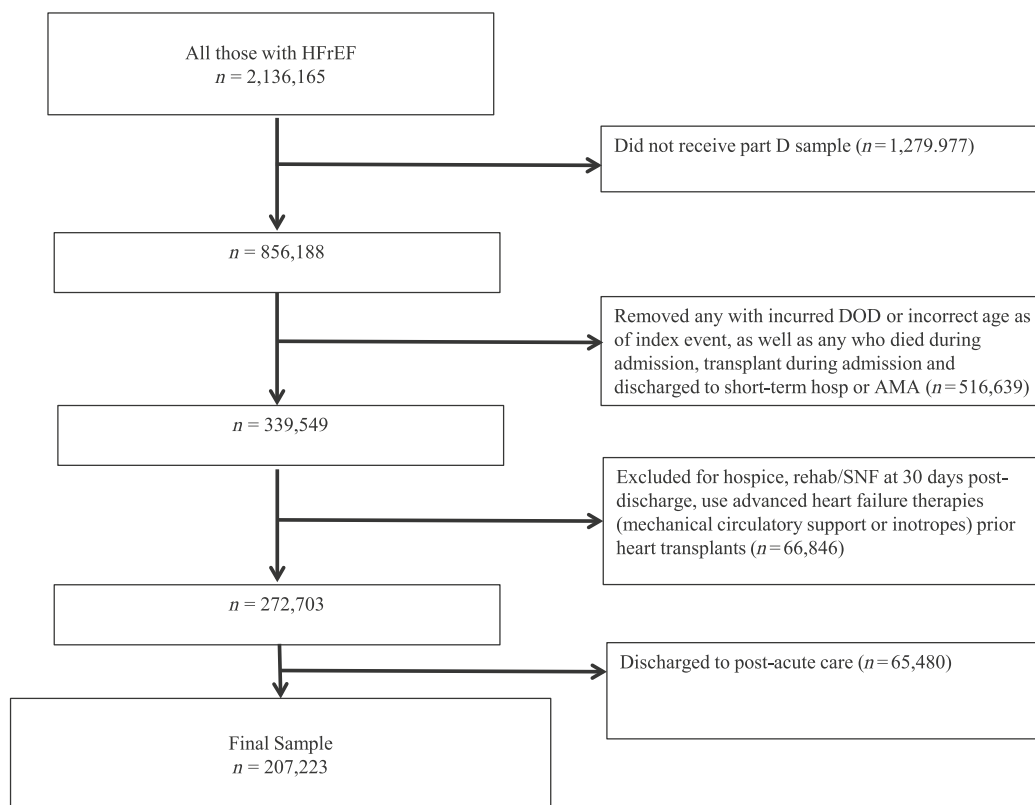 All those with HFrEF
n = 2,136,165
Did not receive part D sample (n=1,279.977)
n = 856,188
Removed any with incurred DOD or incorrect age as
of index event, as well as any who died during
admission, transplant during admission and
discharged to short-term hosp or AMA (n=516,639)
n = 339,549
Excluded for hospice, rehab/SNF at 30 days post-
discharge, use advanced heart failure therapies
(mechanical circulatory support or inotropes) prior
heart transplants (n=66,846)
n = 272,703
Discharged to post-acute care (n=65,480)
Final Sample
n = 207,223